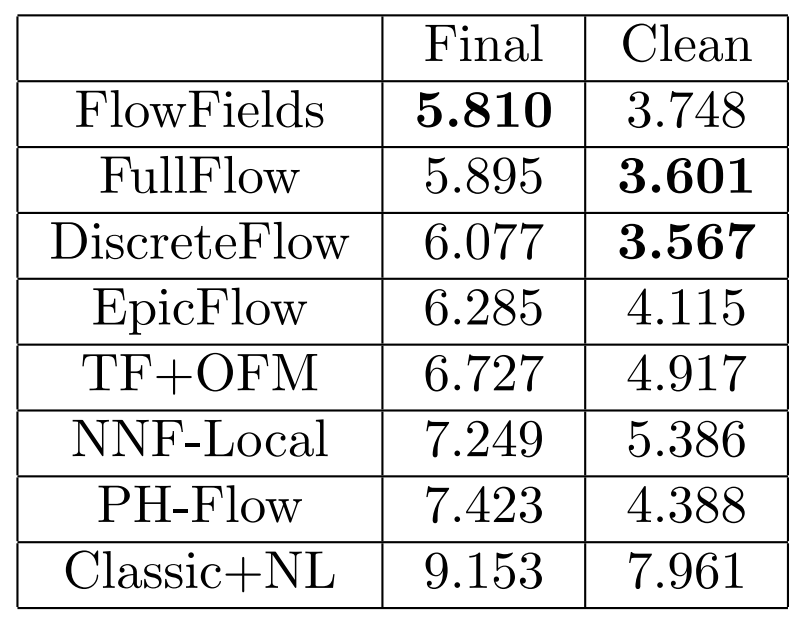 Final Clean
FlowFields 5.810 3.748
FullFlow 5.895 3.601
DiscreteFlow 6.077 3.567
EpicFlow 6.285 4.115
TF+OFM 6.727 4.917
NNF-Local 7.249 5.386
PH-Flow 7.423 4.388
Classic+NL 9.153 7.961